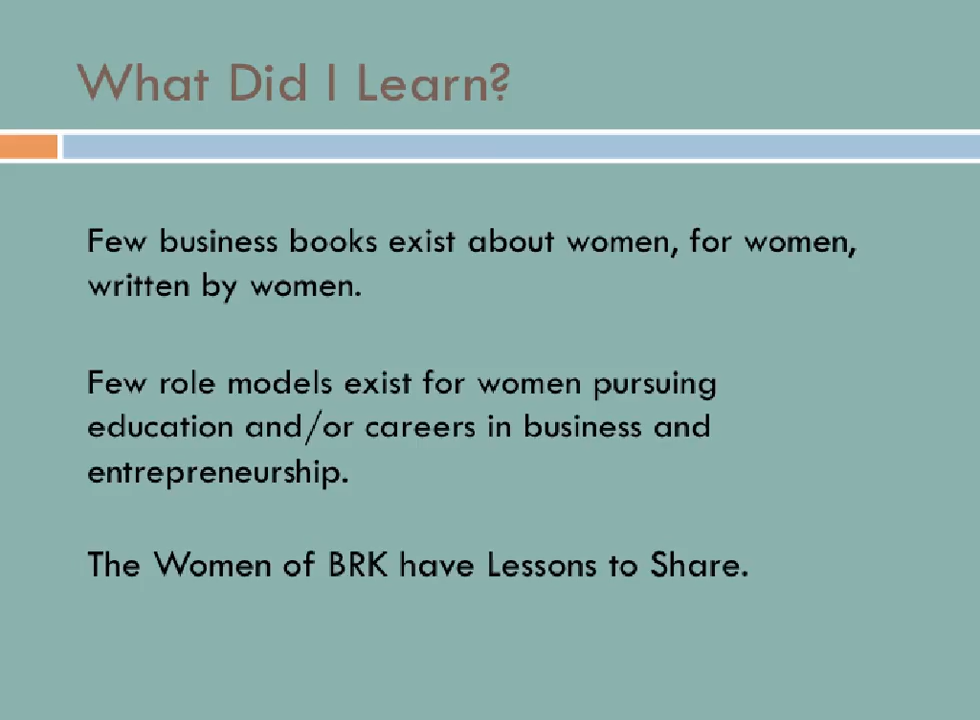 What Did I Learn?
Few business books exist about women, for women,
written by women.
Few role models exist for women pursuing
education and/or careers in business and
entrepreneurship.
The Women of BRK have Lessons to Share.